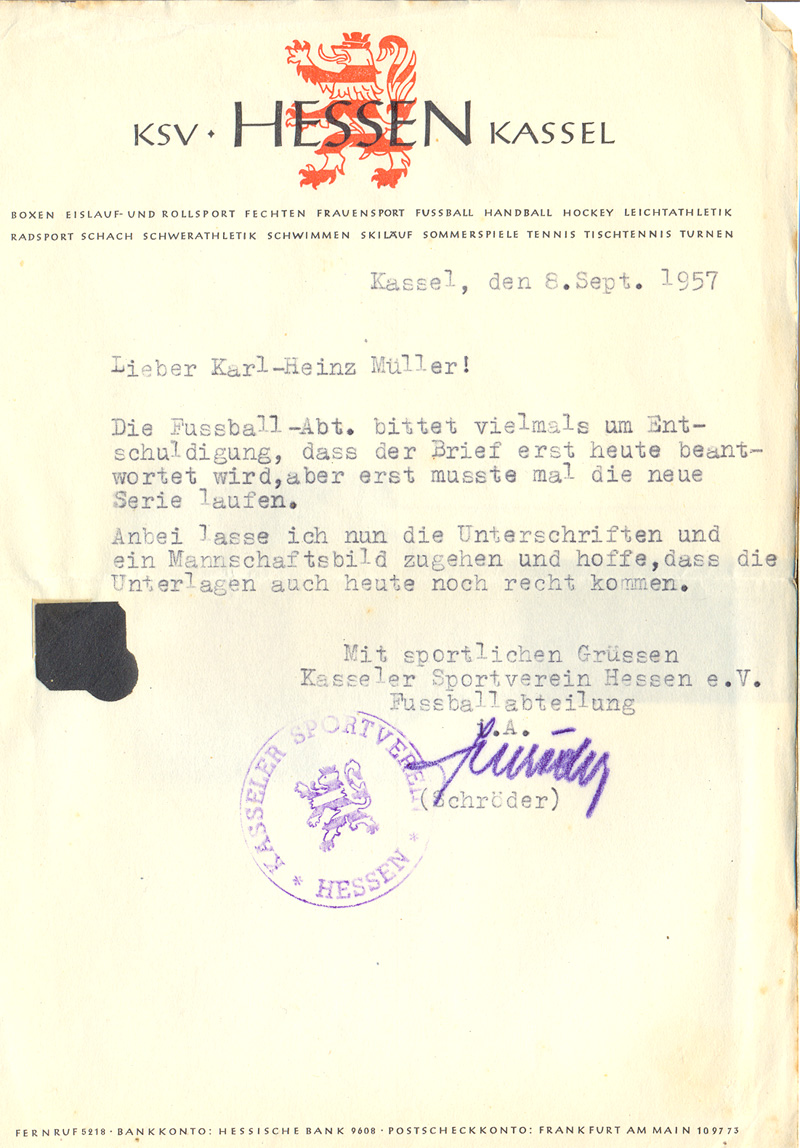 KSV · HESSEN KASSEL
BOXEN EISLAUF- UND ROLLSPORT FECHTEN FRAUENSPORT FUSSBALL HANDBALL HOCKEY LEICHTATHLETIK
RADSPORT SCHACH SCHWERATHLETIK SCHWIMMEN SKILAUF SOMMERSPIELE TENNIS TISCHTENNIS TURNEN
Kassel, den 8.Sept. 1957
Lieber Karl-Heinz Müller!
Die Fussball-Abt. bittet vielmals um Ent-
schuldigung, dass der Brief erst heute beant-
wortet wird,aber erst musste mal die neue
Serie laufen.
Anbei lasse ich nun die Unterschriften und
ein Mannschaftsbild zugehen und hoffe,dass die
Unterlagen auch heute noch recht kommen.
Mit sportlichen Grüssen
Kasseler Sportverein Hessen e.V.
Fussballabteilung
i.A.
Schröder
(Schröder)
KASSELER SPORTVEREIN
* HESSEN *
FERNRUF 5218 · BANKKONTO: HESSISCHE BANK 9608 · POSTSCHECKKONTO: FRANKFURT AM MAIN 109773